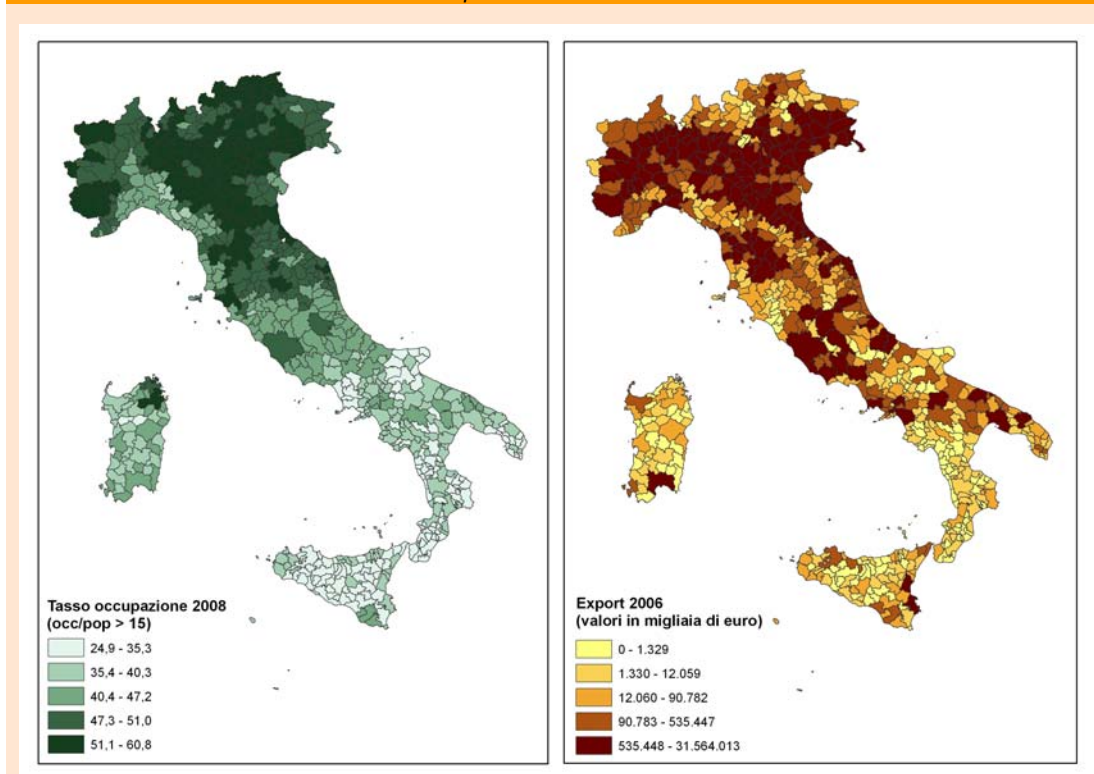 Tasso occupazione 2008
(occ/pop > 15)
24,9 - 35,3
35,4 - 40,3
40,4 - 47,2
47,3 - 51,0
51,1 - 60,8
Export 2006
(valori in migliaia di euro)
0 - 1.329
1.330 - 12.059
12.060 - 90.782
90.783 - 535.447
535.448 - 31.564.013